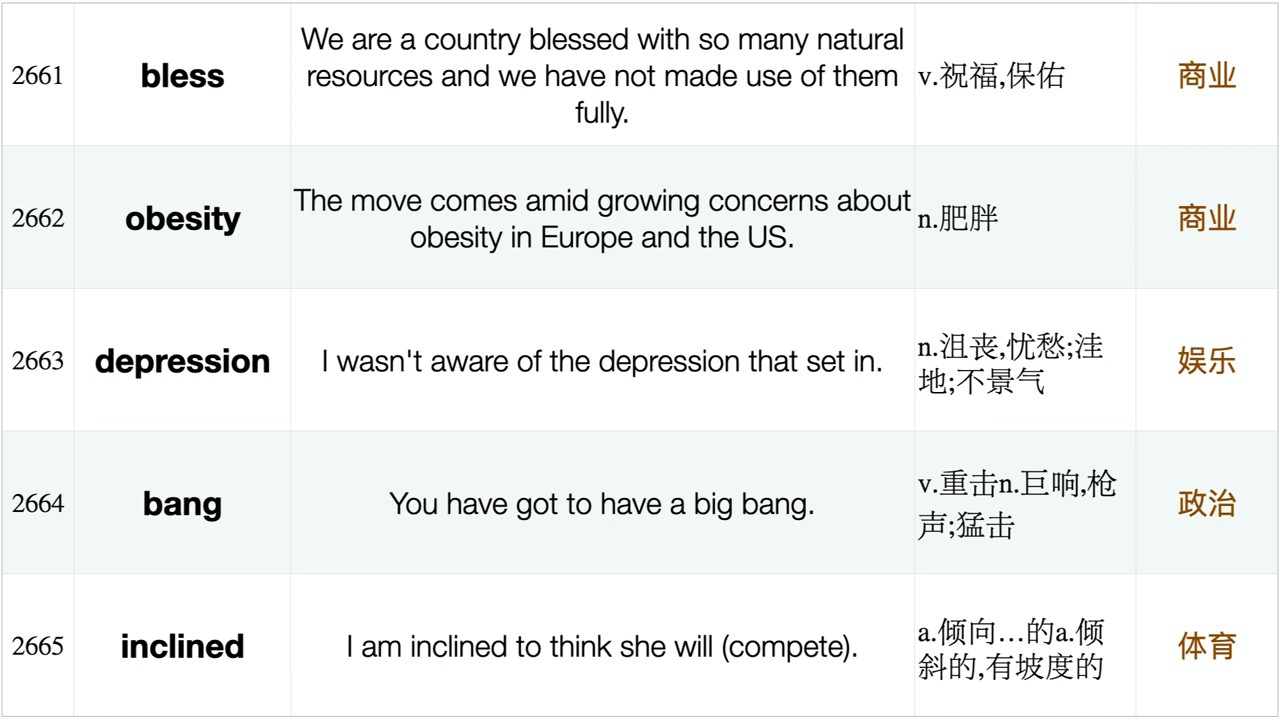 We are a country blessed with so many natural
2661 bless resources and we have not made use of them v.祝福,保佑 商业
fully.
The move comes amid growing concerns about
2662 obesity n.肥胖 商业
obesity in Europe and the US.
2663 depression I wasn't aware of the depression that set in. n.沮丧,忧愁;洼
地;不景气 娱乐
2664 bang You have got to have a big bang. v.重击n.巨响,枪
声;猛击 政治
2665 inclined I am inclined to think she will (compete). a.倾向…的a.倾
斜的,有坡度的 体育